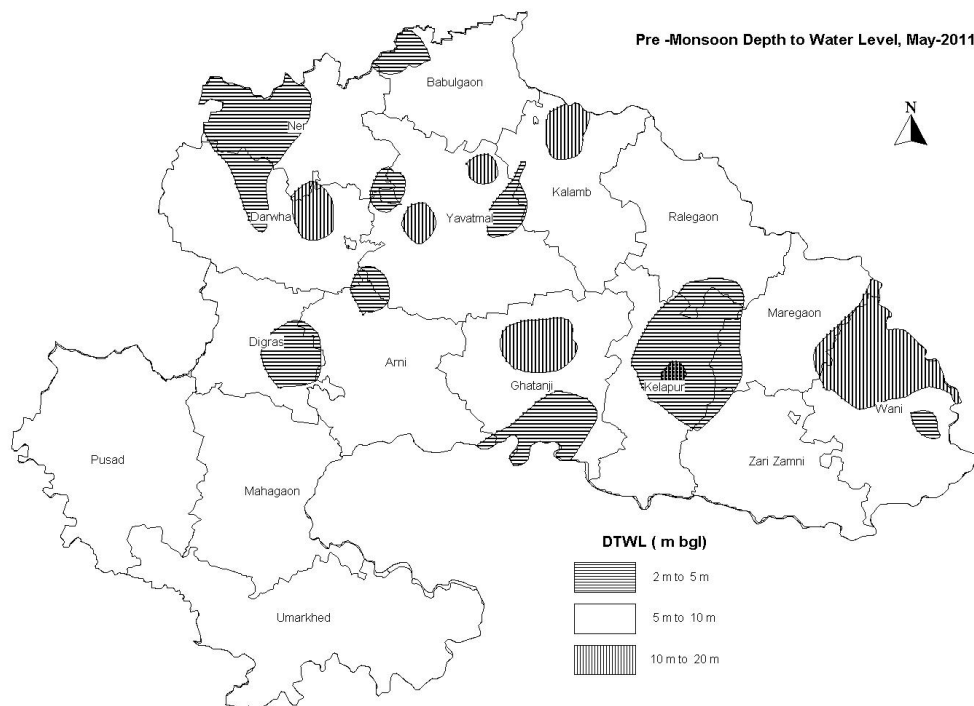 Pre -Monsoon Depth to Water Level, May-2011
Babulgaon
N
Ner
Kalamb
Darwha
Yavatmal
Ralegaon
Maregaon
Digras
Arni
Ghatanji
Kelapur
Wani
Pusad
Zari Zamni
Mahagaon
DTWL ( m bgl)
2 m to 5 m
5 m to 10 m
Umarkhed
10 m to 20 m